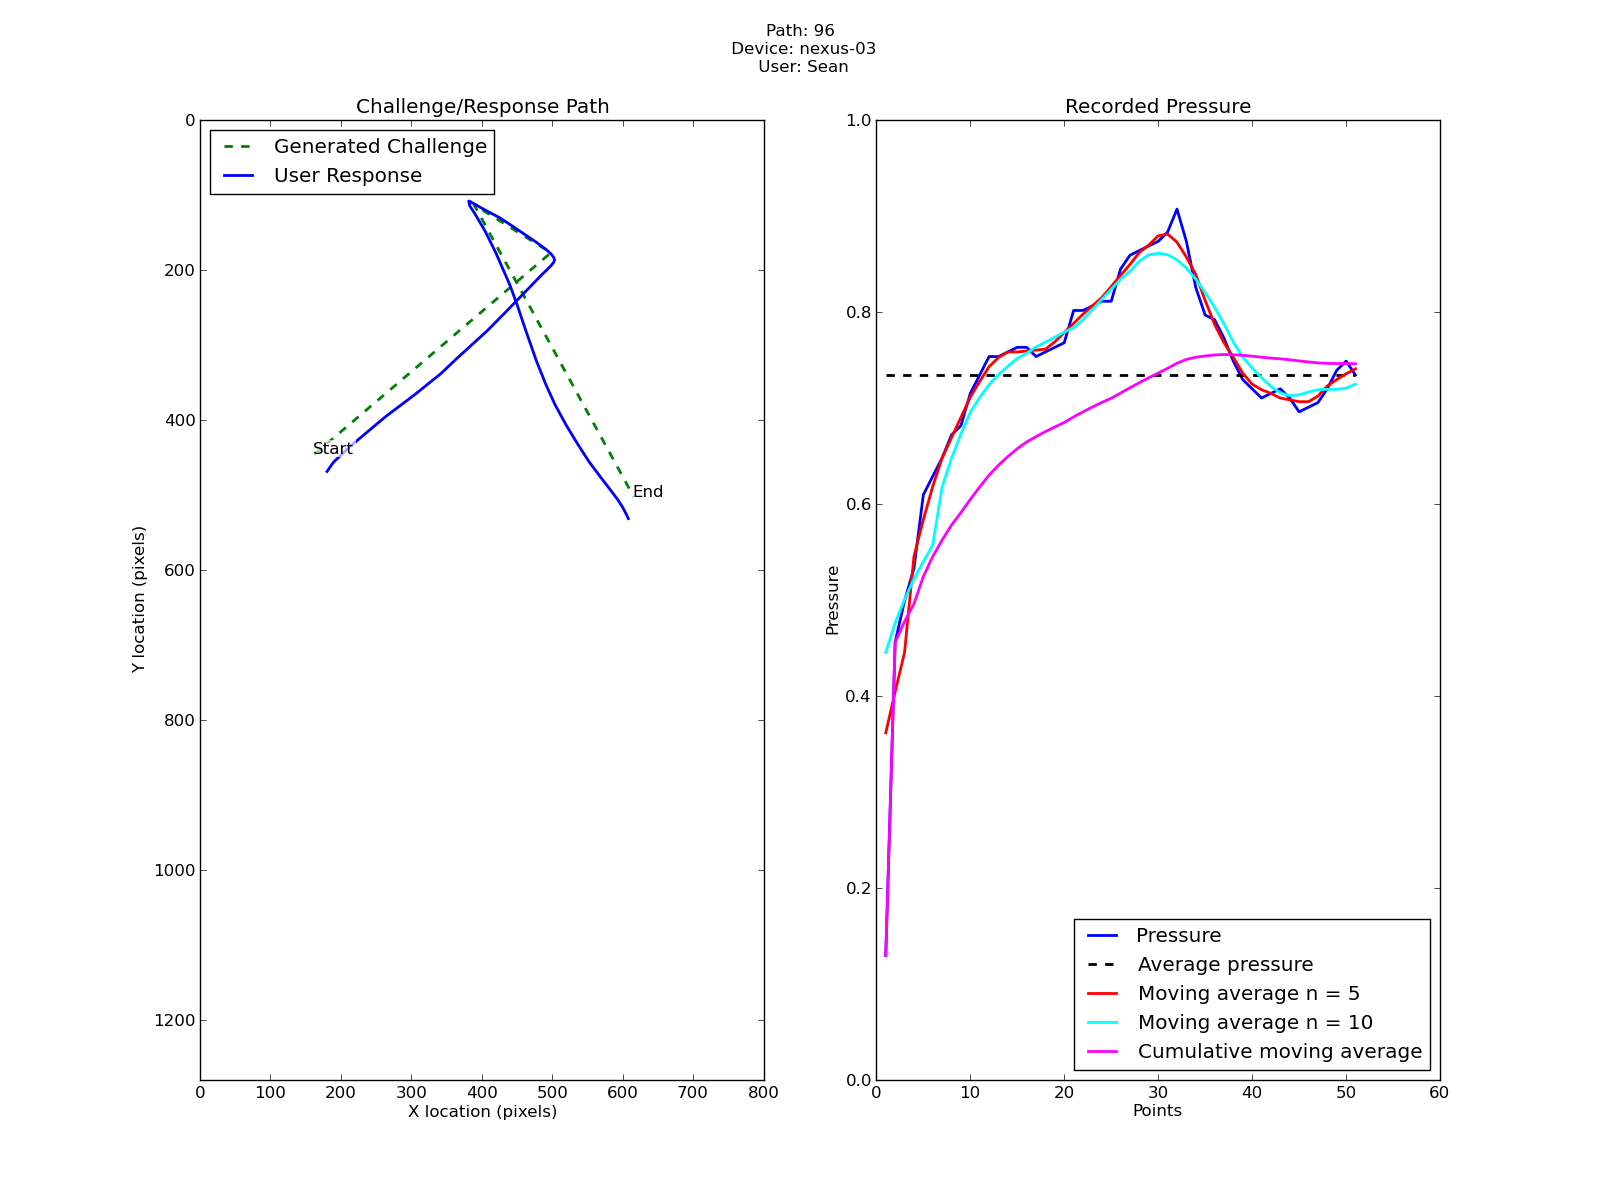 Path: 96
Device: nexus-03
User: Sean
Challenge/Response Path
Generated Challenge
User Response
Start
End
0
200
400
600
800
1000
1200
Y location (pixels)
0 100 200 300 400 500 600 700 800
X location (pixels)
Recorded Pressure
1.0
0.8
0.6
0.4
0.2
0.0
Pressure
Pressure
Average pressure
Moving average n = 5
Moving average n = 10
Cumulative moving average
0 10 20 30 40 50 60
Points